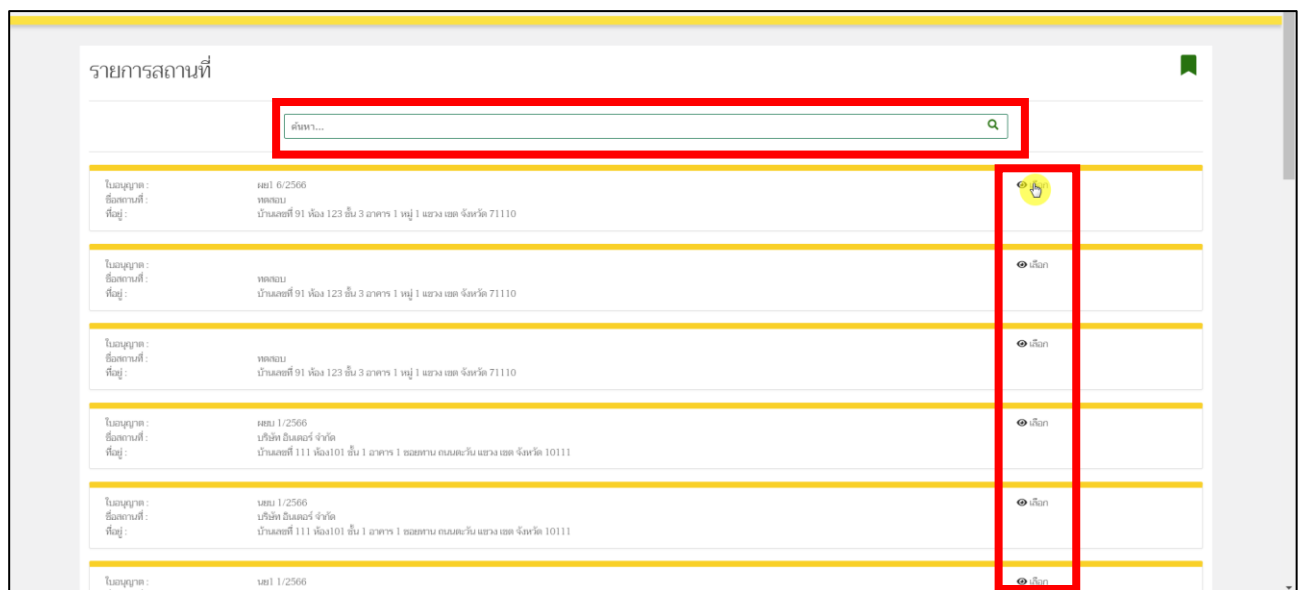 รายการสถานที่
ค้นหา...
ใบอนุญาต : ผย1 6/2566 เลือก
ชื่อสถานที่ : ทดสอบ
ที่อยู่ : บ้านเลขที่ 91 ห้อง 123 ชั้น 3 อาคาร 1 หมู่ 1 แขวง เขต จังหวัด 71110
ใบอนุญาต : เลือก
ชื่อสถานที่ : ทดสอบ
ที่อยู่ : บ้านเลขที่ 91 ห้อง 123 ชั้น 3 อาคาร 1 หมู่ 1 แขวง เขต จังหวัด 71110
ใบอนุญาต : เลือก
ชื่อสถานที่ : ทดสอบ
ที่อยู่ : บ้านเลขที่ 91 ห้อง 123 ชั้น 3 อาคาร 1 หมู่ 1 แขวง เขต จังหวัด 71110
ใบอนุญาต : ผยบ 1/2566 เลือก
ชื่อสถานที่ : บริษัท อินเตอร์ จำกัด
ที่อยู่ : บ้านเลขที่ 111 ห้อง101 ชั้น 1 อาคาร 1 ซอยทาน ถนนตะวัน แขวง เขต จังหวัด 10111
ใบอนุญาต : นยบ 1/2566 เลือก
ชื่อสถานที่ : บริษัท อินเตอร์ จำกัด
ที่อยู่ : บ้านเลขที่ 111 ห้อง101 ชั้น 1 อาคาร 1 ซอยทาน ถนนตะวัน แขวง เขต จังหวัด 10111
ใบอนุญาต : นย1 1/2566 เลือก